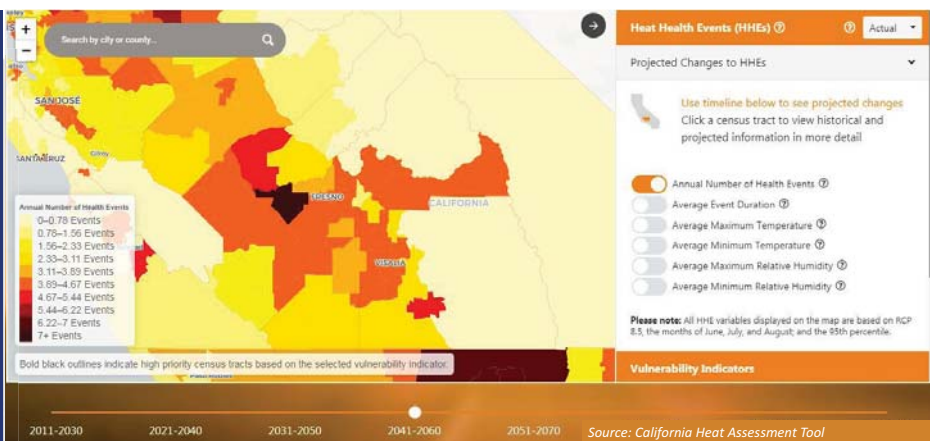 +
−
Search by city or county...
SAN JOSÉ
SANTA CRUZ
Gilroy
FRESNO
CALIFORNIA
VISALIA
Annual Number of Health Events
0–0.78 Events
0.78–1.56 Events
1.56–2.33 Events
2.33–3.11 Events
3.11–3.89 Events
3.89–4.67 Events
4.67–5.44 Events
5.44–6.22 Events
6.22–7 Events
7+ Events
Bold black outlines indicate high priority census tracts based on the selected vulnerability indicator.
Heat Health Events (HHEs) ?
? Actual
Projected Changes to HHEs
Use timeline below to see projected changes
Click a census tract to view historical and
projected information in more detail
Annual Number of Health Events ?
Average Event Duration ?
Average Maximum Temperature ?
Average Minimum Temperature ?
Average Maximum Relative Humidity ?
Average Minimum Relative Humidity ?
Please note: All HHE variables displayed on the map are based on RCP
8.5, the months of June, July, and August; and the 95th percentile.
Vulnerability Indicators
2011-2030 2021-2040 2031-2050 2041-2060 2051-2070
Source: California Heat Assessment Tool